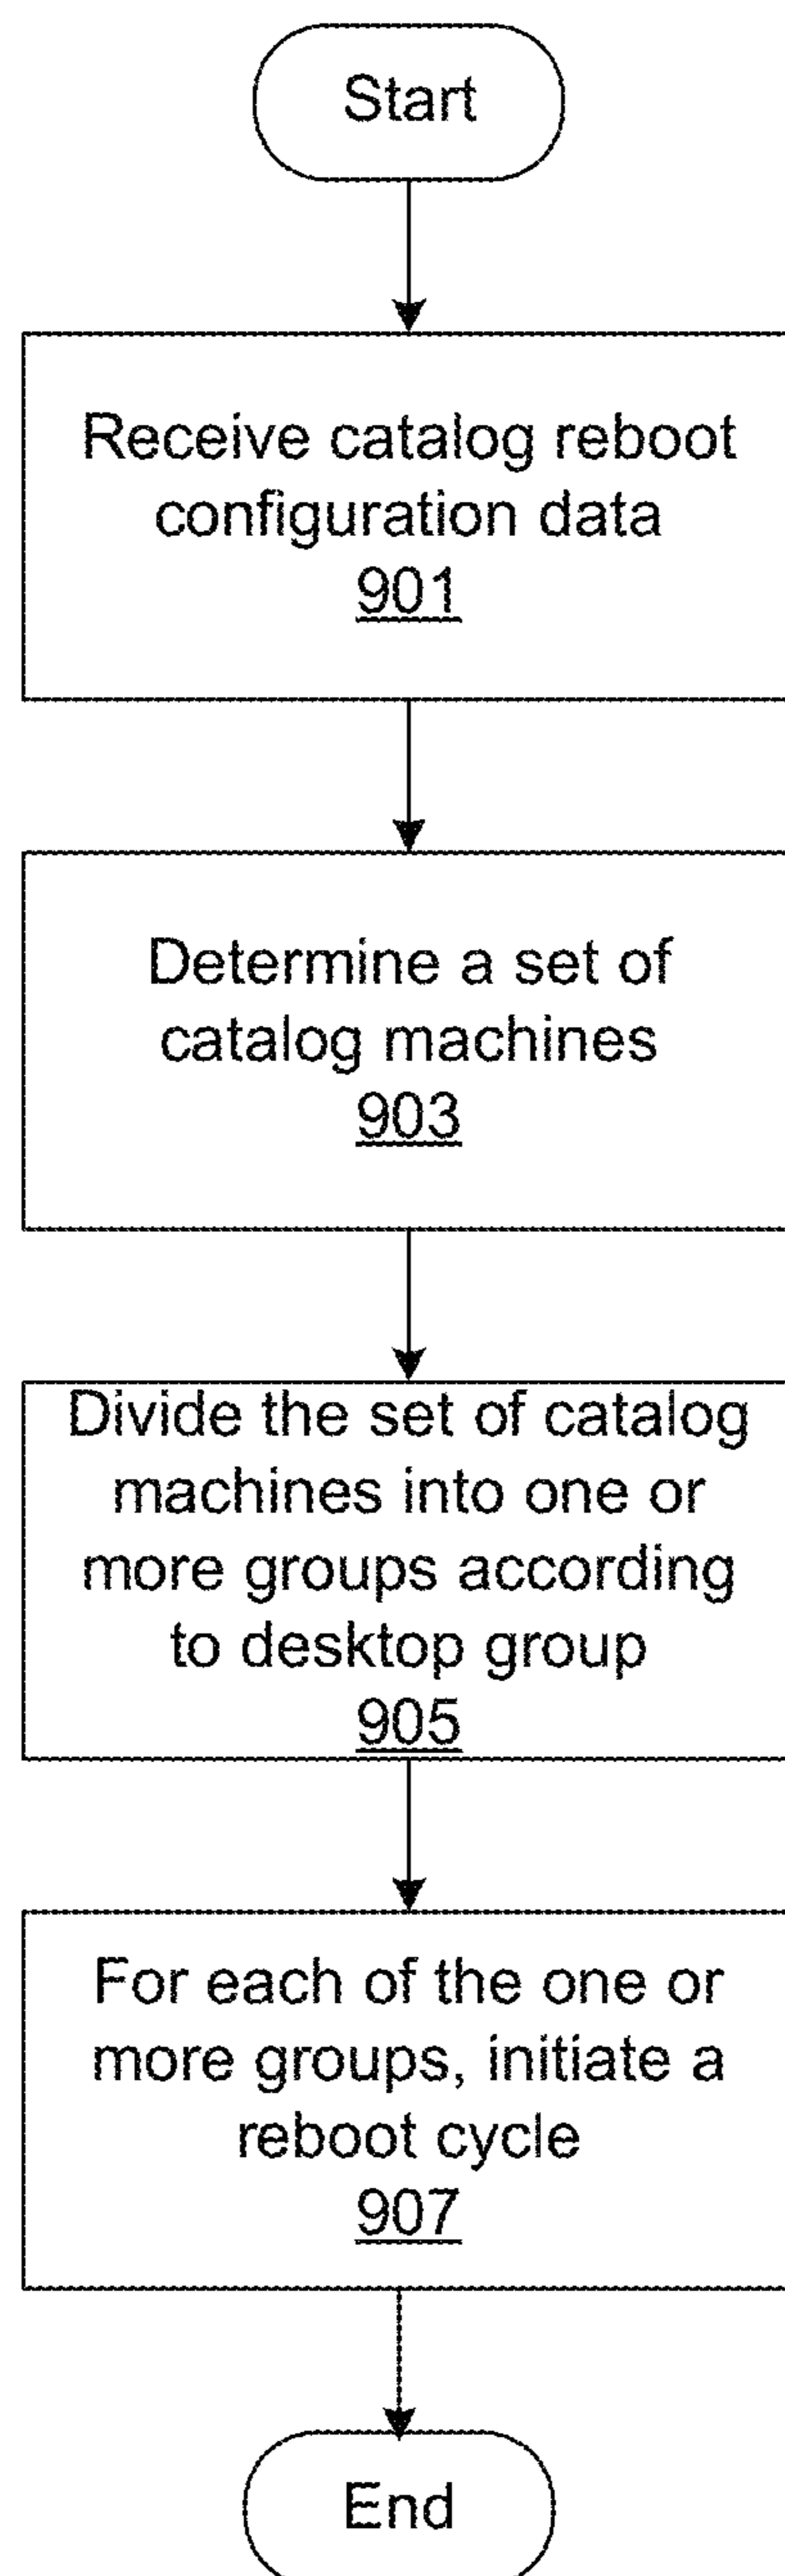 Start
Receive catalog reboot
configuration data
901
Determine a set of
catalog machines
903
Divide the set of catalog
machines into one or
more groups according
to desktop group
905
For each of the one or
more groups, initiate a
reboot cycle
907
End